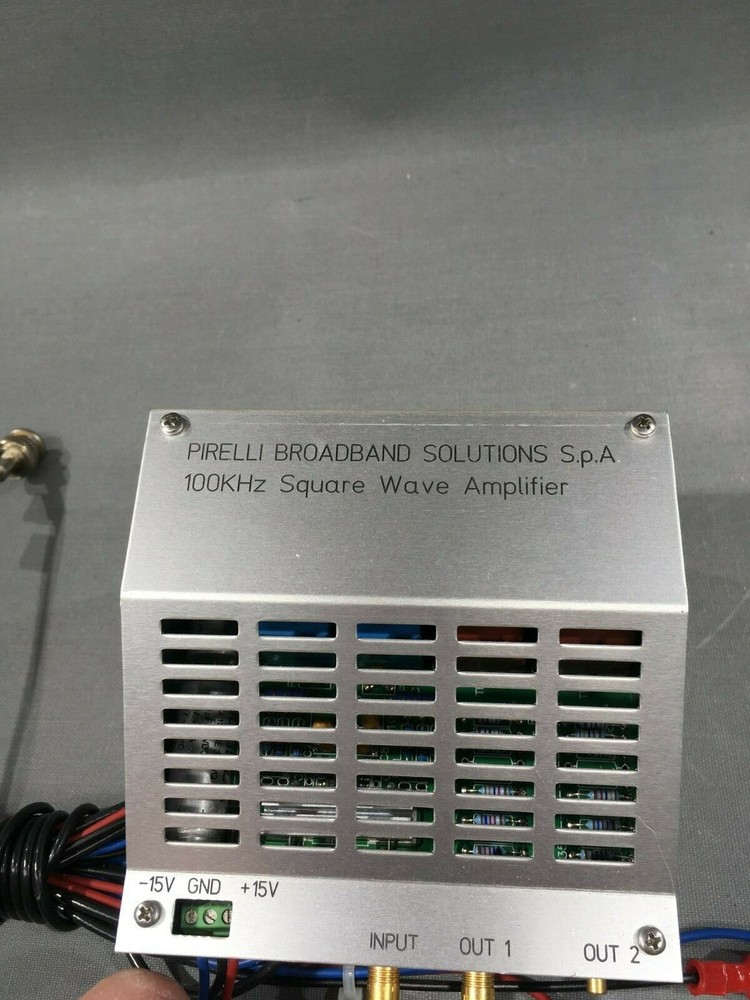 PIRELLI BROADBAND SOLUTIONS S.p.A.
100KHz Square Wave Amplifier
-15V GND +15V
INPUT OUT 1 OUT 2